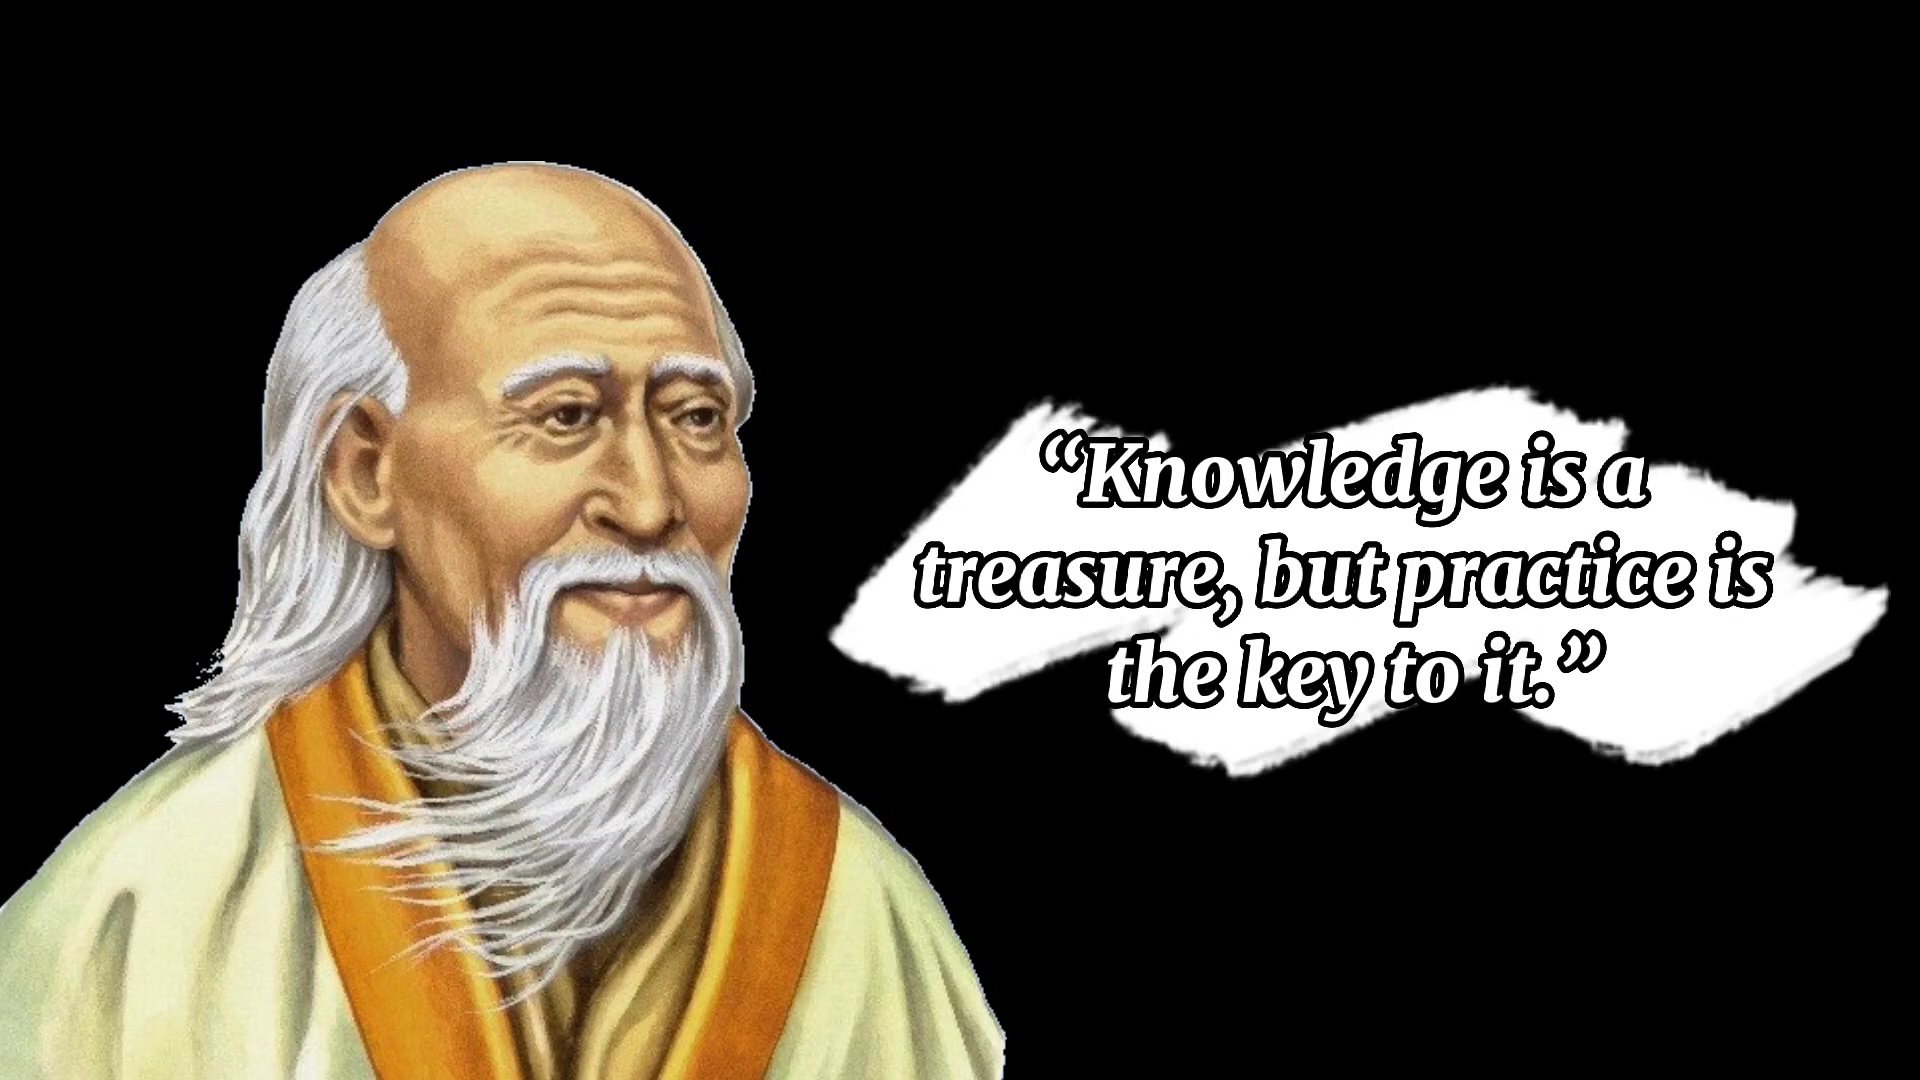 “Knowledge is a
treasure, but practice is
the key to it.”